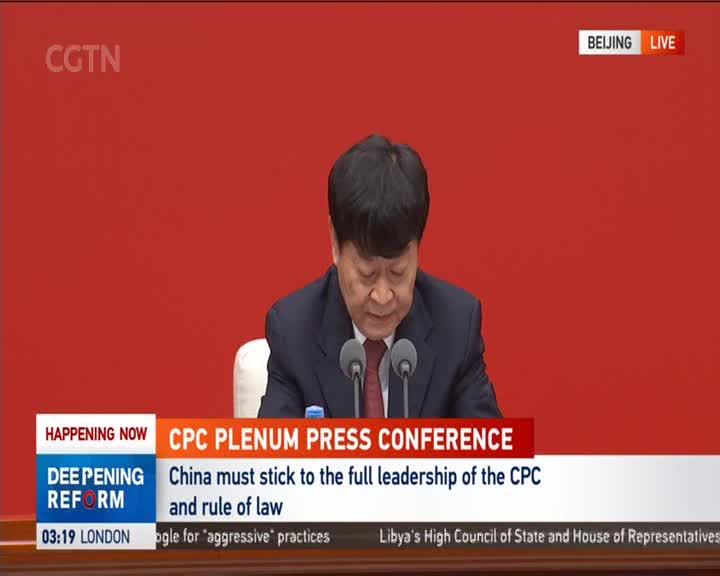 CGTN
BEIJING LIVE
HAPPENING NOW
CPC PLENUM PRESS CONFERENCE
DEEPENING
REFORM
China must stick to the full leadership of the CPC
and rule of law
03:19 LONDON
for "aggressive" practices Libya's High Council of State and House of Representatives